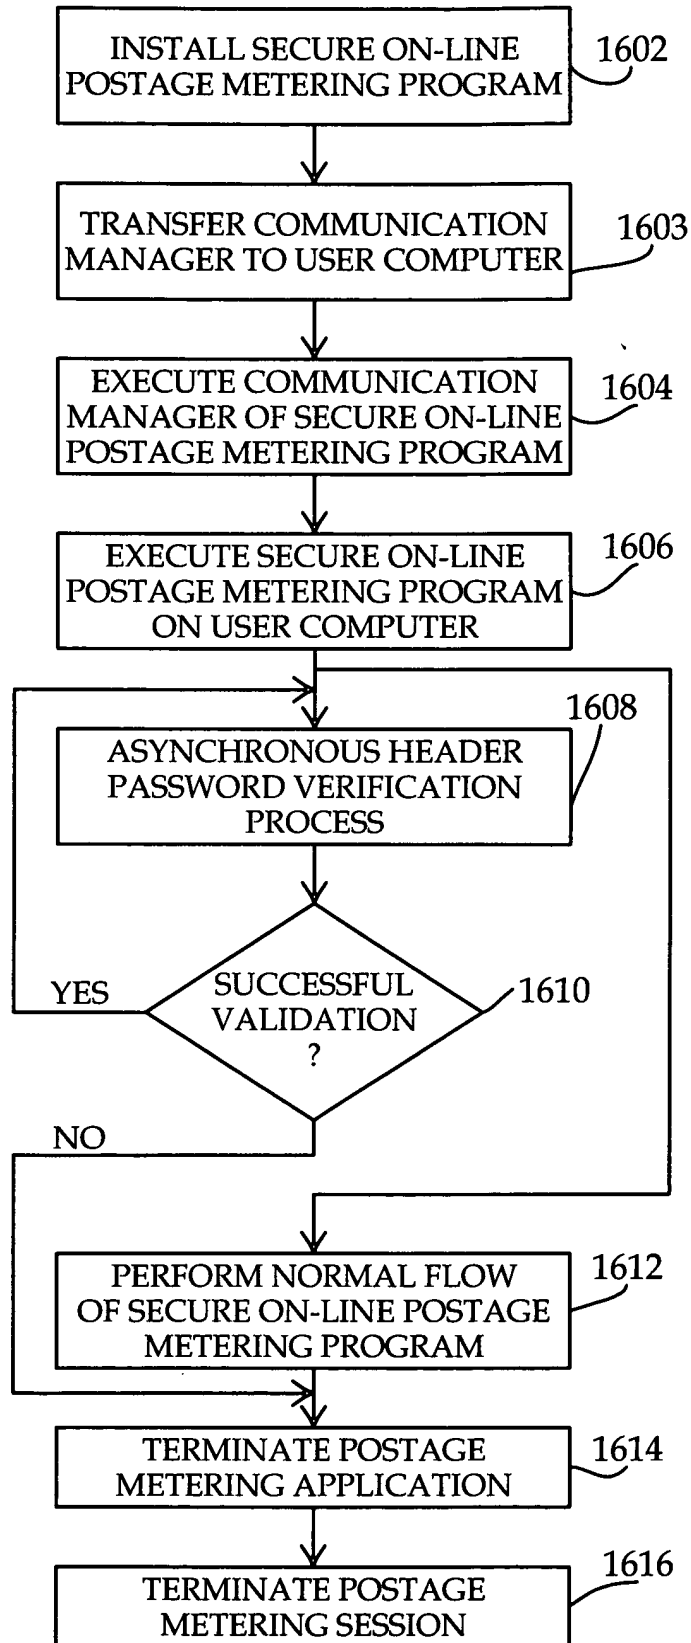 INSTALL SECURE ON-LINE
POSTAGE METERING PROGRAM
1602
TRANSFER COMMUNICATION
MANAGER TO USER COMPUTER
1603
EXECUTE COMMUNICATION
MANAGER OF SECURE ON-LINE
POSTAGE METERING PROGRAM
1604
EXECUTE SECURE ON-LINE
POSTAGE METERING PROGRAM
ON USER COMPUTER
1606
ASYNCHRONOUS HEADER
PASSWORD VERIFICATION
PROCESS
1608
SUCCESSFUL
VALIDATION
?
1610
YES
NO
PERFORM NORMAL FLOW
OF SECURE ON-LINE POSTAGE
METERING PROGRAM
1612
TERMINATE POSTAGE
METERING APPLICATION
1614
TERMINATE POSTAGE
METERING SESSION
1616